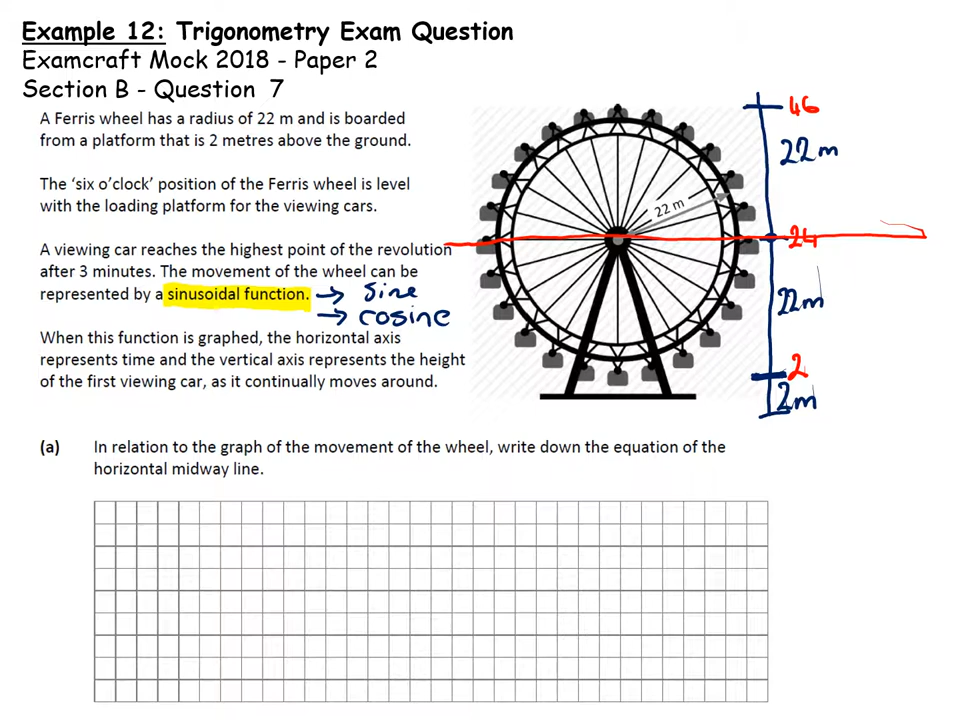 Example 12: Trigonometry Exam Question
Examcraft Mock 2018 - Paper 2
Section B - Question 7
A Ferris wheel has a radius of 22 m and is boarded
from a platform that is 2 metres above the ground.
The 'six o'clock' position of the Ferris wheel is level
with the loading platform for the viewing cars.
A viewing car reaches the highest point of the revolution
after 3 minutes. The movement of the wheel can be
represented by a sinusoidal function. → Sine
→ cosine
When this function is graphed, the horizontal axis
represents time and the vertical axis represents the height
of the first viewing car, as it continually moves around.
22 m
46
22m
24
22m
2
2m
(a) In relation to the graph of the movement of the wheel, write down the equation of the
horizontal midway line.